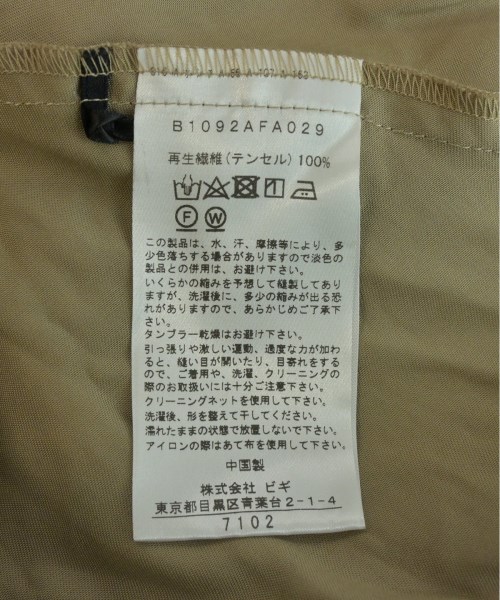 B1092AFA029
再生繊維(テンセル)100%
F W
この製品は、水、汗、摩擦等により、多
少色落ちする場合がありますので淡色の
製品との併用は、お避け下さい。
いくらかの縮みを予想して縫製してあり
ますが、洗濯後に、多少の縮みが出る恐
れがありますので、あらかじめご了承下
さい。
タンブラー乾燥はお避け下さい。
引っ張りや激しい運動、過度な力が加わ
ると、縫い目が開いたり、目寄れをするの
で、ご着用や、洗濯、クリーニングの
際のお取扱いには十分ご注意下さい。
クリーニングネットを使用して下さい。
洗濯後、形を整えて干してください。
濡れたままの状態で放置しないで下さい
アイロンの際はあて布を使用して下さい。
中国製
株式会社 ビギ
東京都目黒区青葉台2-1-4
7102